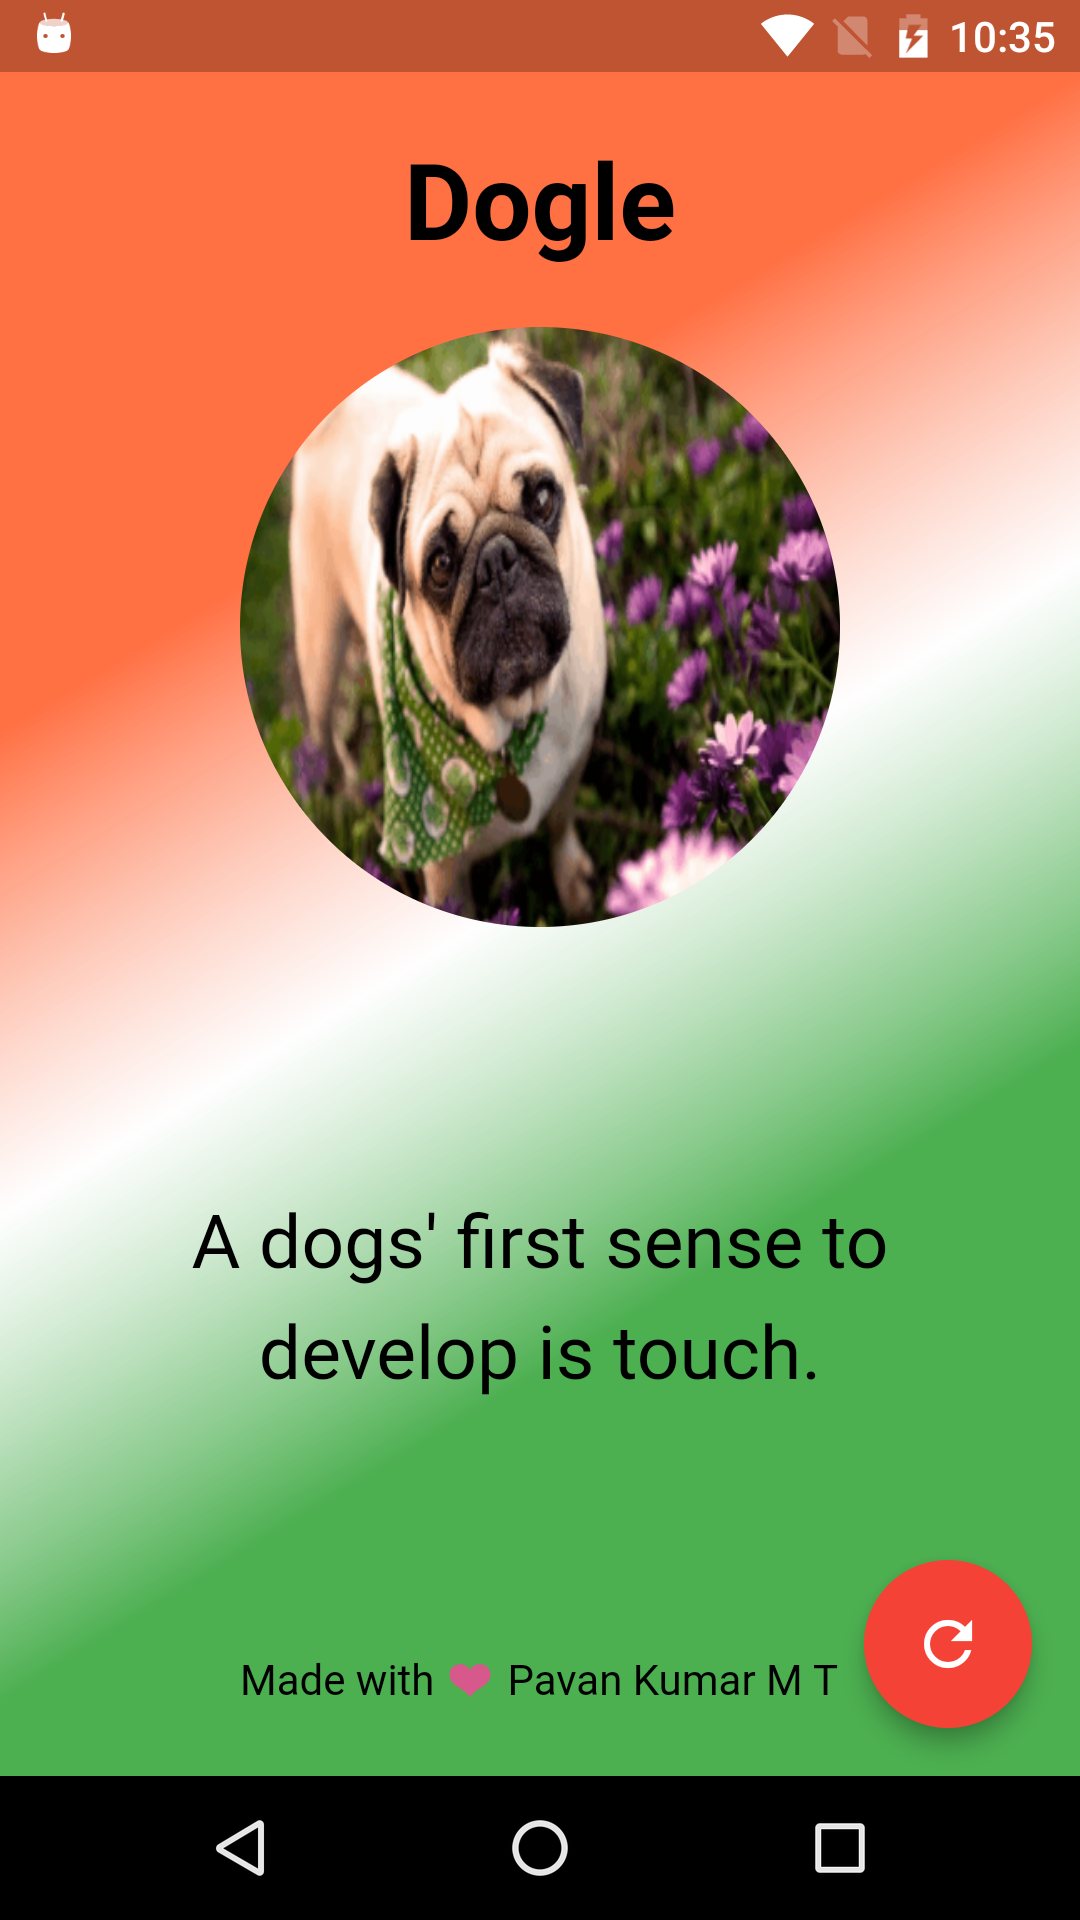 10:35
Dogle
A dogs' first sense to
develop is touch.
Made with ❤ Pavan Kumar M T